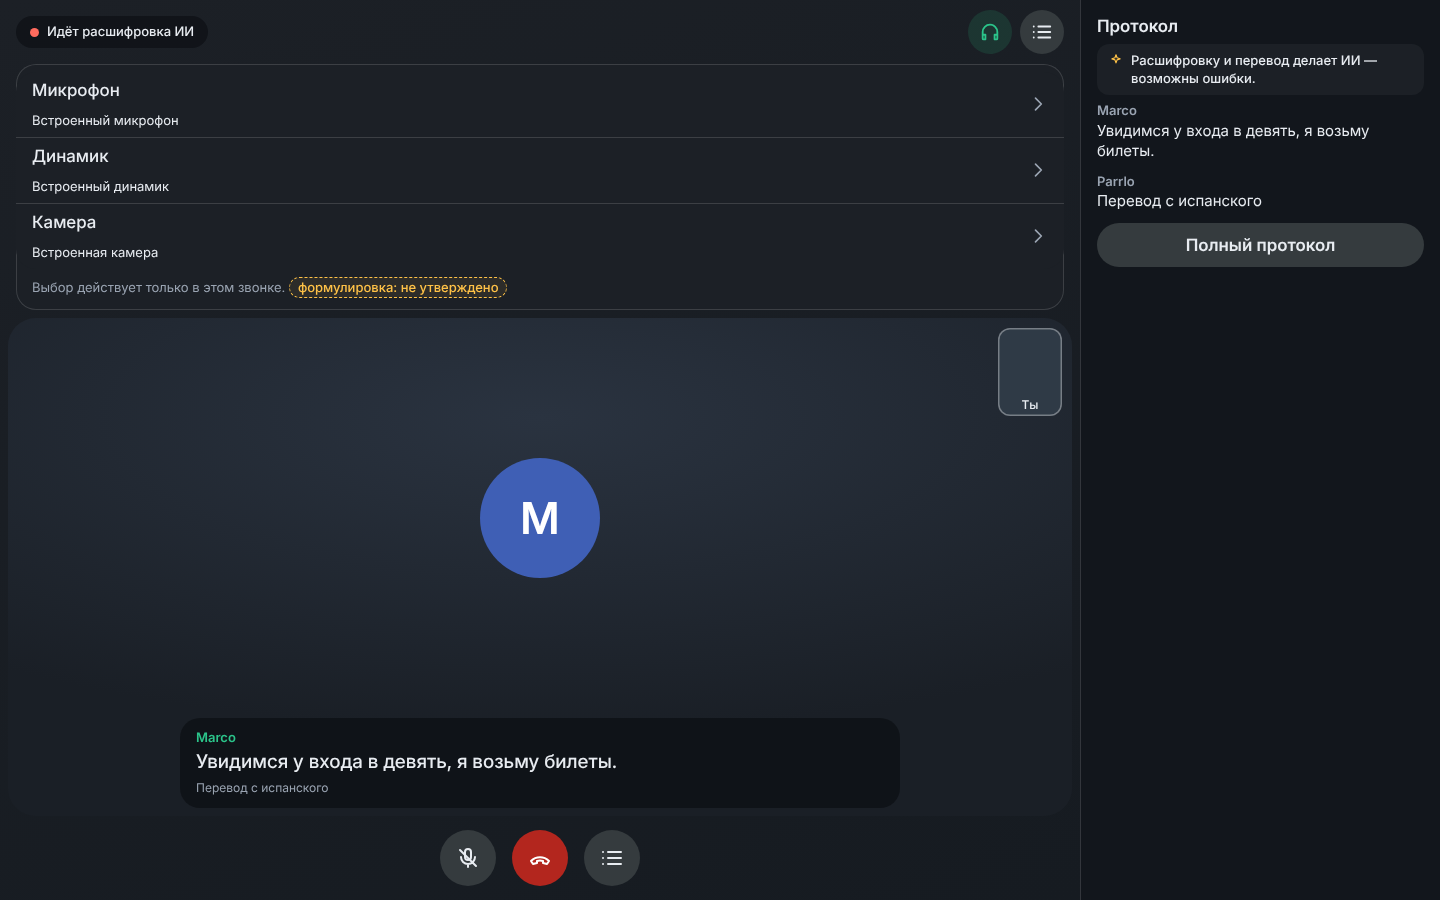 Идёт расшифровка ИИ
Микрофон
Встроенный микрофон
Динамик
Встроенный динамик
Камера
Встроенная камера
Выбор действует только в этом звонке. формулировка: не утверждено
Ты
M
Marco
Увидимся у входа в девять, я возьму билеты.
Перевод с испанского
Протокол
Расшифровку и перевод делает ИИ —
возможны ошибки.
Marco
Увидимся у входа в девять, я возьму
билеты.
Parrlo
Перевод с испанского
Полный протокол